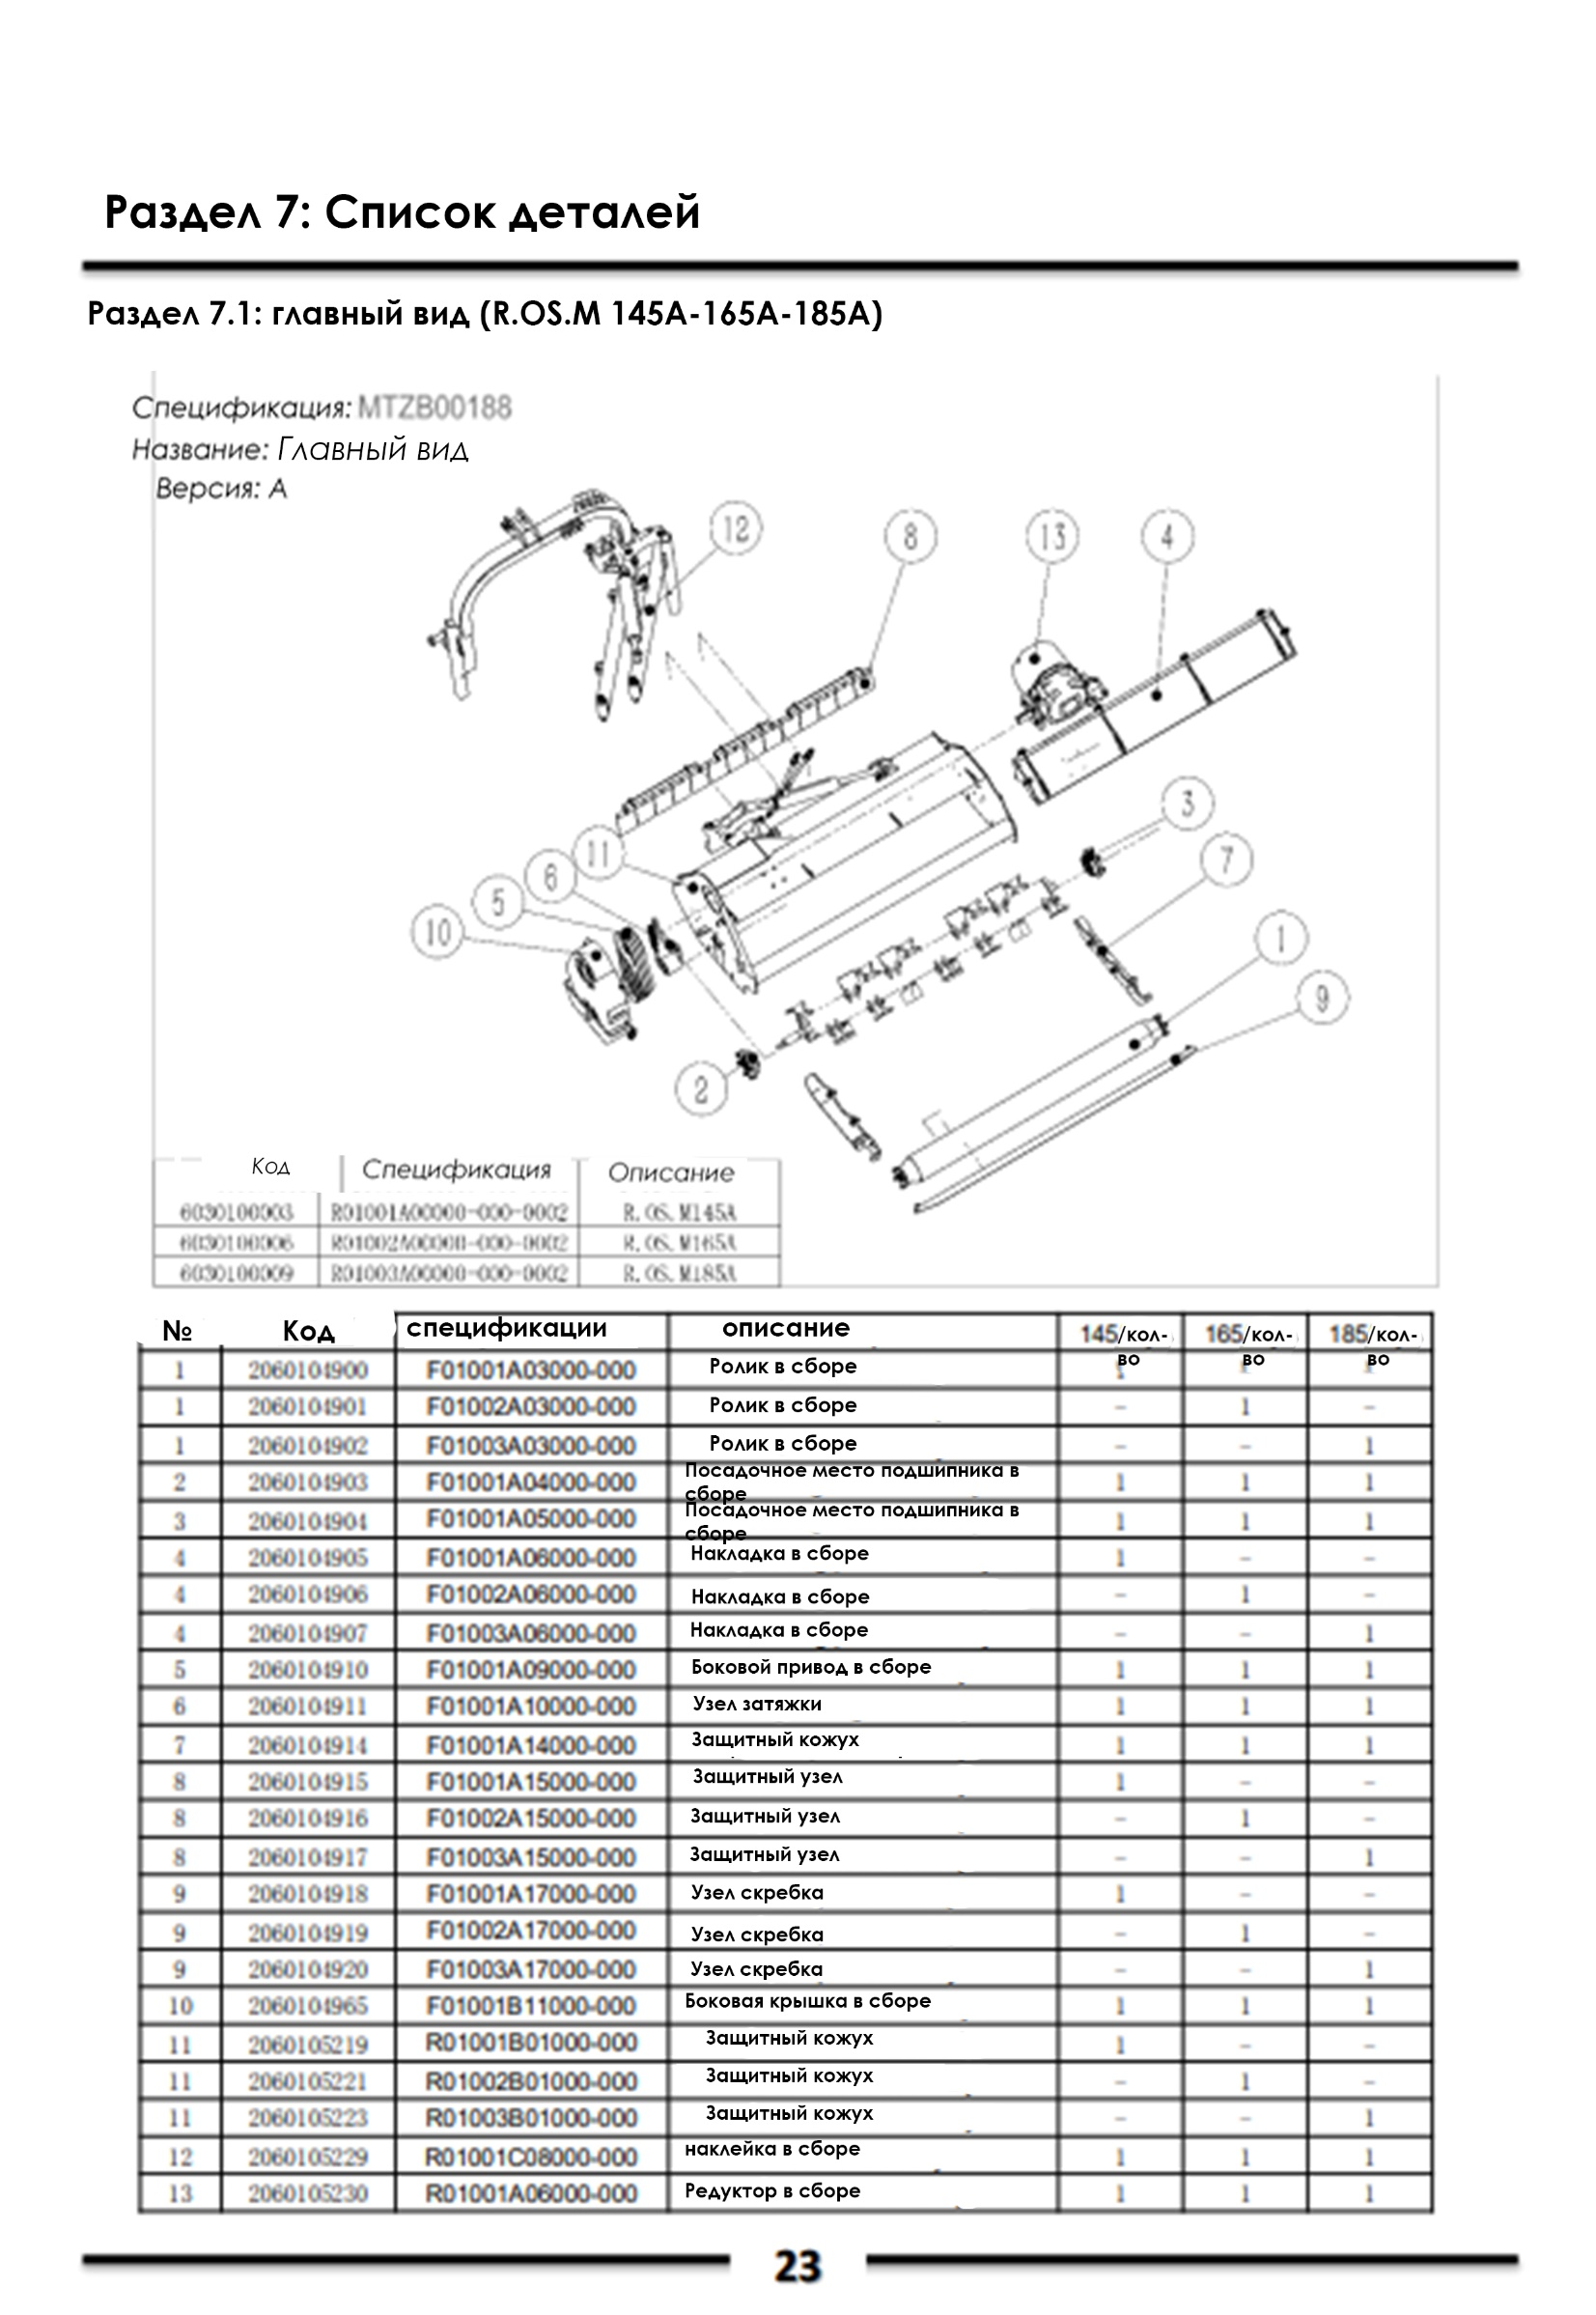 Раздел 7: Список деталей
Раздел 7.1: главный вид (R.OS.M 145A-165A-185A)
Спецификация: MTZB00188
Название: Главный вид
Версия: А
12 8 13 4
3
11
6
7
5
10
1
9
2
Код Спецификация Описание
6030100003 R01001A00000-000-0002 R.OS.M145A
6030100006 R01002A00000-000-0002 R.OS.M165A
6030100009 R01003A00000-000-0002 R.OS.M185A
№ Код спецификации описание 145/кол-во 165/кол-во 185/кол-во
1 2060104900 F01001A03000-000 Ролик в сборе 1
1 2060104901 F01002A03000-000 Ролик в сборе - 1 -
1 2060104902 F01003A03000-000 Ролик в сборе - - 1
2 2060104903 F01001A04000-000 Посадочное место подшипника в сборе 1 1 1
3 2060104904 F01001A05000-000 Посадочное место подшипника в сборе 1 1 1
4 2060104905 F01001A06000-000 Накладка в сборе 1 - -
4 2060104906 F01002A06000-000 Накладка в сборе - 1 -
4 2060104907 F01003A06000-000 Накладка в сборе - - 1
5 2060104910 F01001A09000-000 Боковой привод в сборе 1 1 1
6 2060104911 F01001A10000-000 Узел затяжки 1 1 1
7 2060104914 F01001A14000-000 Защитный кожух 1 1 1
8 2060104915 F01001A15000-000 Защитный узел 1 - -
8 2060104916 F01002A15000-000 Защитный узел - 1 -
8 2060104917 F01003A15000-000 Защитный узел - - 1
9 2060104918 F01001A17000-000 Узел скребка 1 - -
9 2060104919 F01002A17000-000 Узел скребка - 1 -
9 2060104920 F01003A17000-000 Узел скребка - - 1
10 2060104965 F01001B11000-000 Боковая крышка в сборе 1 1 1
11 2060105219 R01001B01000-000 Защитный кожух 1 - -
11 2060105221 R01002B01000-000 Защитный кожух - 1 -
11 2060105223 R01003B01000-000 Защитный кожух - - 1
12 2060105229 R01001C08000-000 наклейка в сборе 1 1 1
13 2060105230 R01001A06000-000 Редуктор в сборе 1 1 1
23